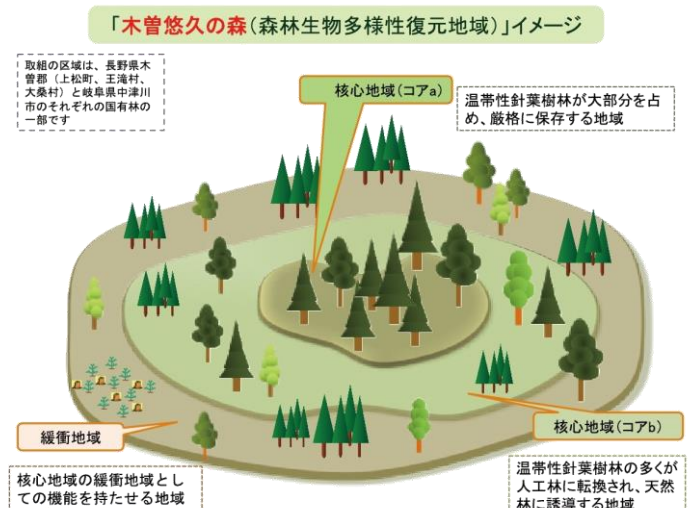 「木曽悠久の森(森林生物多様性復元地域)」イメージ
取組の区域は、長野県木
曽郡(上松町、王滝村、
大桑村)と岐阜県中津川
市のそれぞれの国有林の
一部です
核心地域(コアa)
温帯性針葉樹林が大部分を占
め、厳格に保存する地域
緩衝地域
核心地域(コアb)
核心地域の緩衝地域とし
ての機能を持たせる地域
温帯性針葉樹林の多くが
人工林に転換され、天然
林に誘導する地域